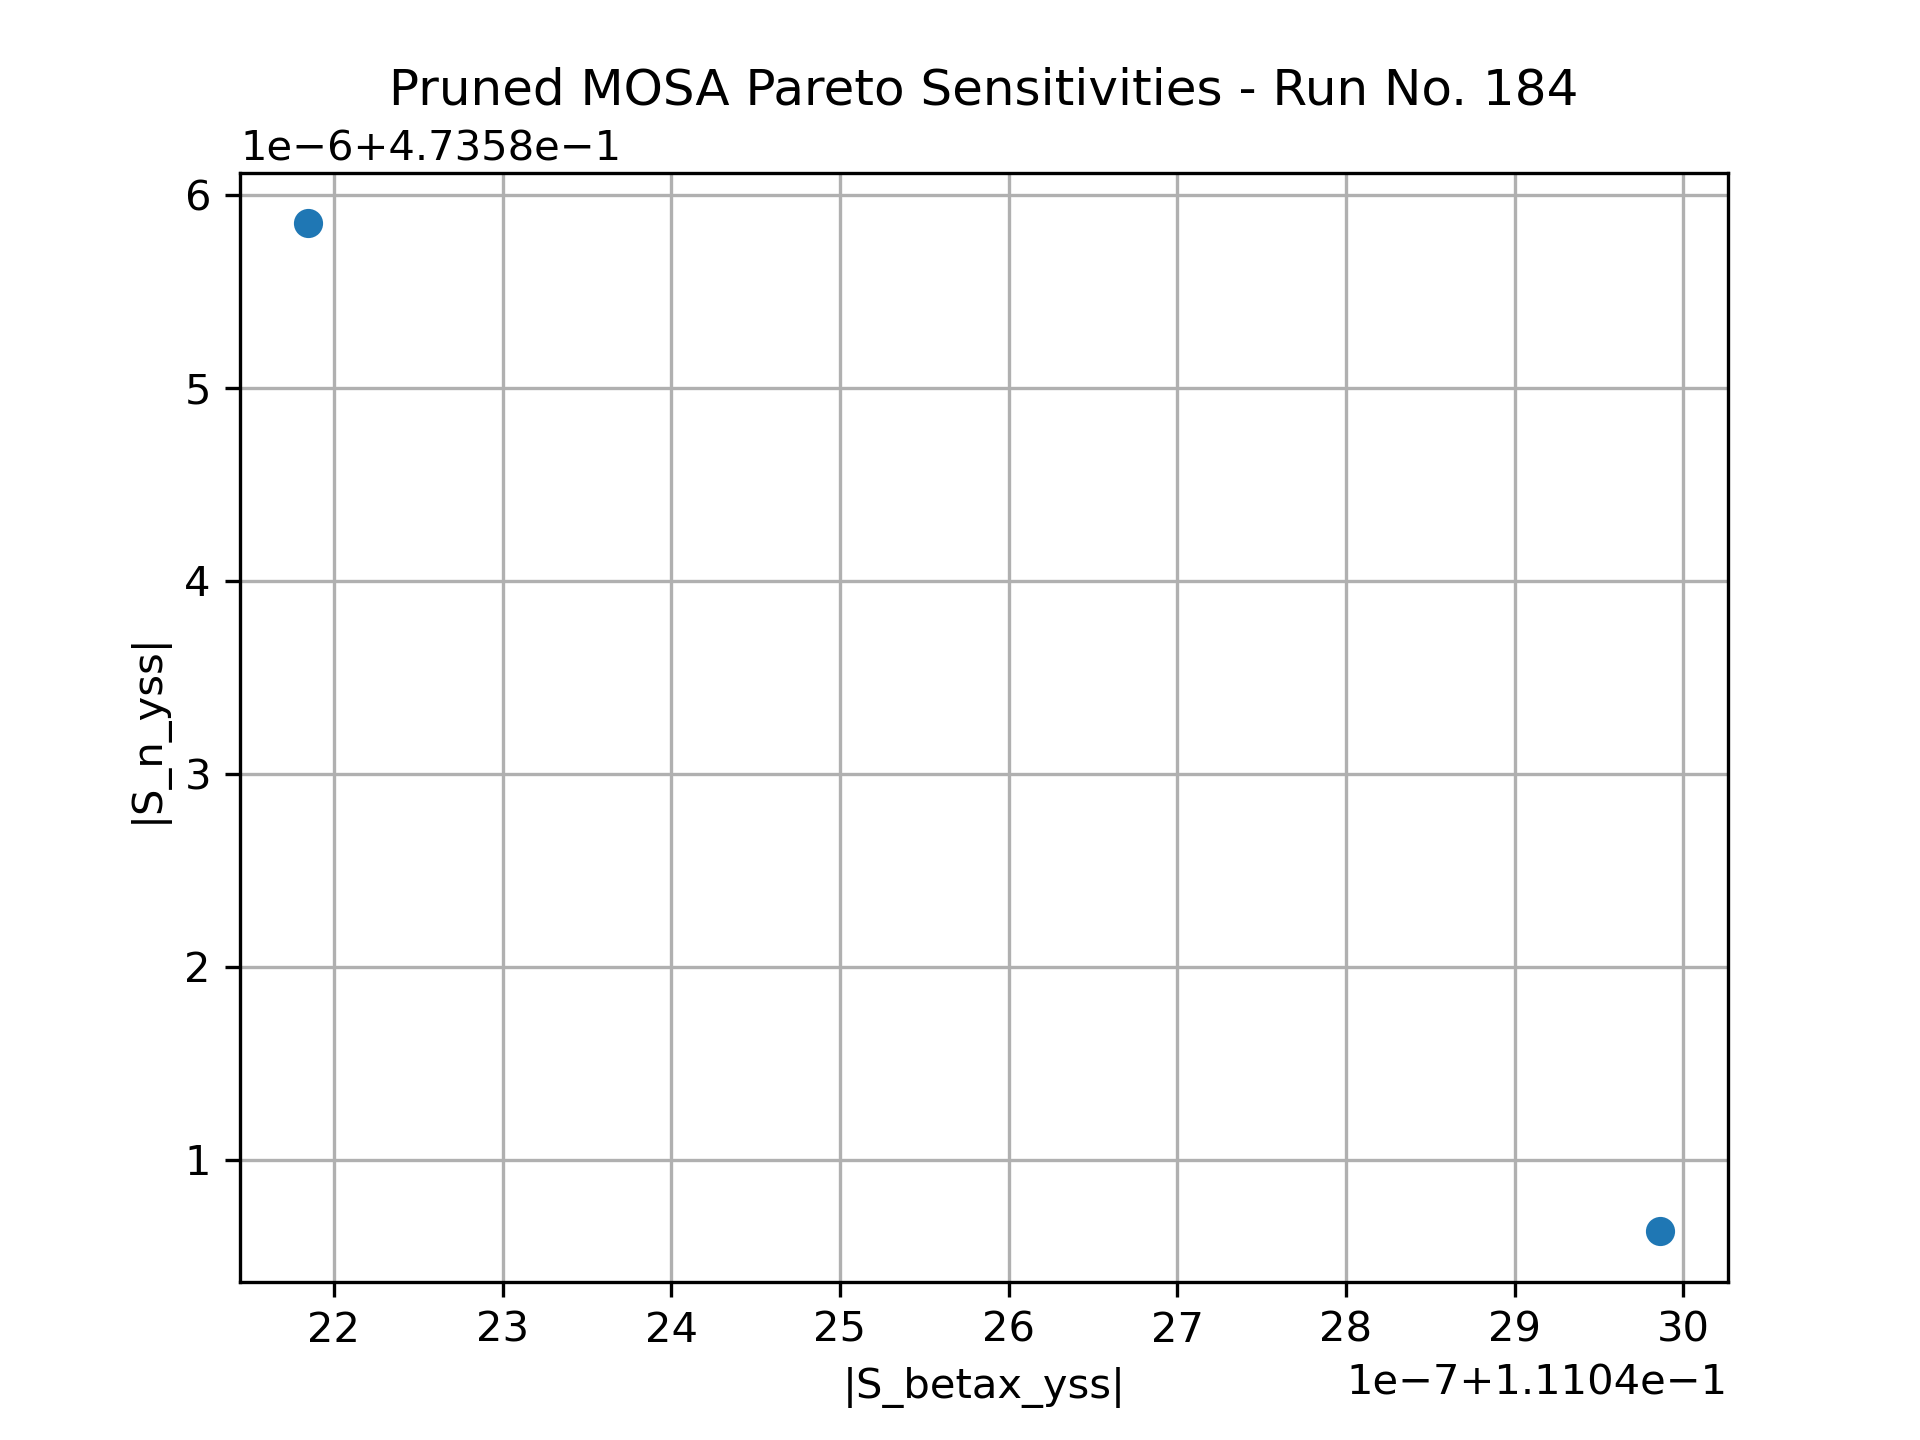 Pruned MOSA Pareto Sensitivities - Run No. 184
1e−6+4.7358e−1
6
5
4
3
2
1
|S_n_yss|
22 23 24 25 26 27 28 29 30
|S_betax_yss|
1e−7+1.1104e−1